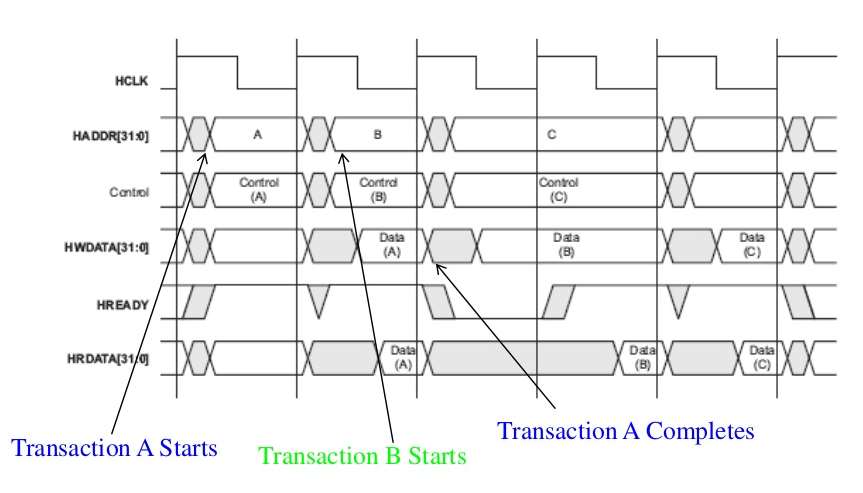 HCLK
HADDR[31:0]
A
B
C
Control
Control
(A)
Control
(B)
Control
(C)
HWDATA[31:0]
Data
(A)
Data
(B)
Data
(C)
HREADY
HRDATA[31:0]
Data
(A)
Data
(B)
Data
(C)
Transaction A Starts
Transaction B Starts
Transaction A Completes